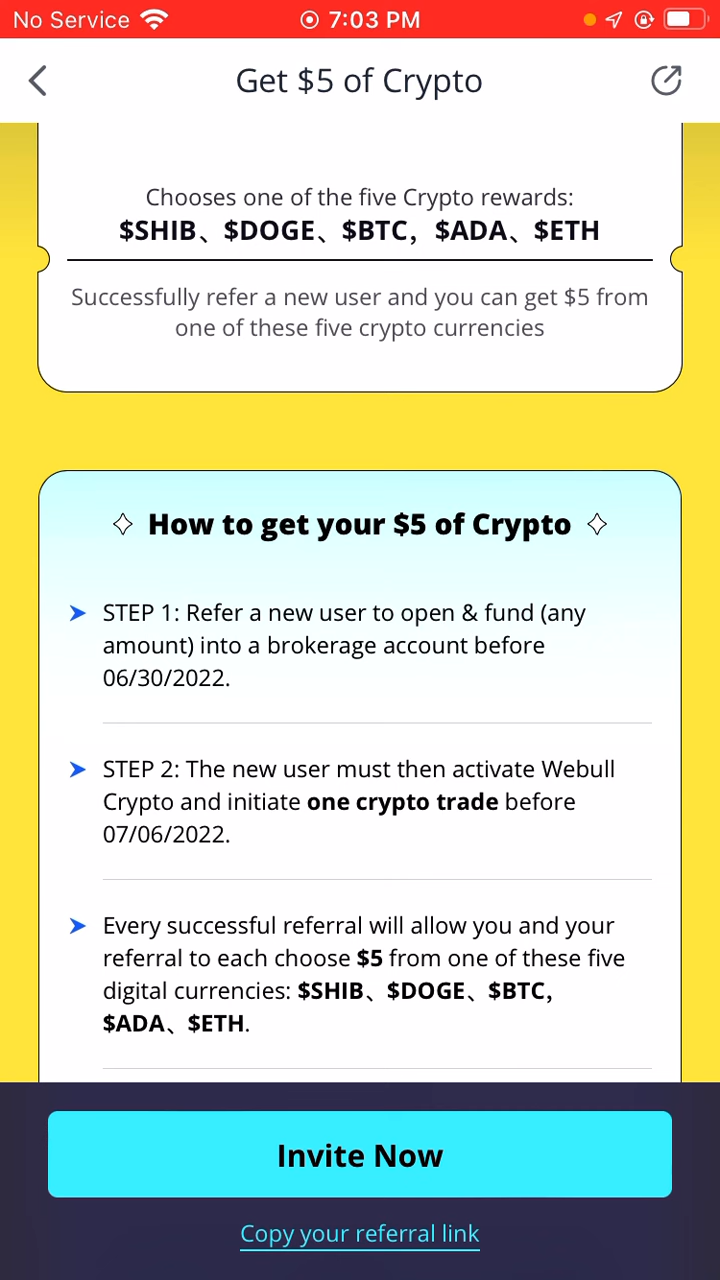 No Service 7:03 PM
Get $5 of Crypto
Chooses one of the five Crypto rewards:
$SHIB、$DOGE、$BTC，$ADA、$ETH
Successfully refer a new user and you can get $5 from
one of these five crypto currencies
How to get your $5 of Crypto
STEP 1: Refer a new user to open & fund (any
amount) into a brokerage account before
06/30/2022.
STEP 2: The new user must then activate Webull
Crypto and initiate one crypto trade before
07/06/2022.
Every successful referral will allow you and your
referral to each choose $5 from one of these five
digital currencies: $SHIB、$DOGE、$BTC,
$ADA、$ETH.
Invite Now
Copy your referral link